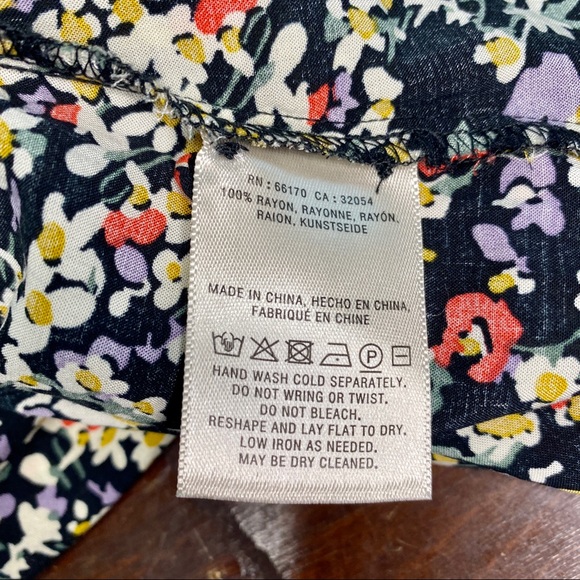 RN : 66170 CA : 32054
100% RAYON, RAYONNE, RAYÓN,
RAION, KUNSTSEIDE
MADE IN CHINA, HECHO EN CHINA,
FABRIQUÉ EN CHINE
HAND WASH COLD SEPARATELY.
DO NOT WRING OR TWIST.
DO NOT BLEACH.
RESHAPE AND LAY FLAT TO DRY.
LOW IRON AS NEEDED.
MAY BE DRY CLEANED.